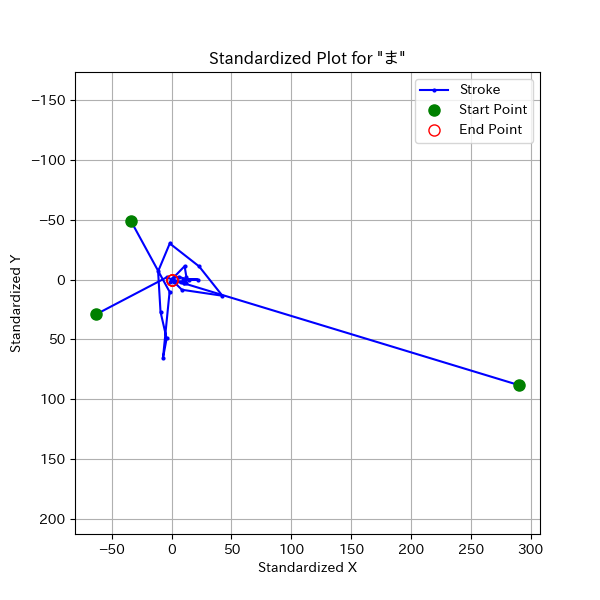 Standardized Plot for "ま"
Stroke
Start Point
End Point
−150
−100
−50
0
50
100
150
200
Standardized Y
−50 0 50 100 150 200 250 300
Standardized X